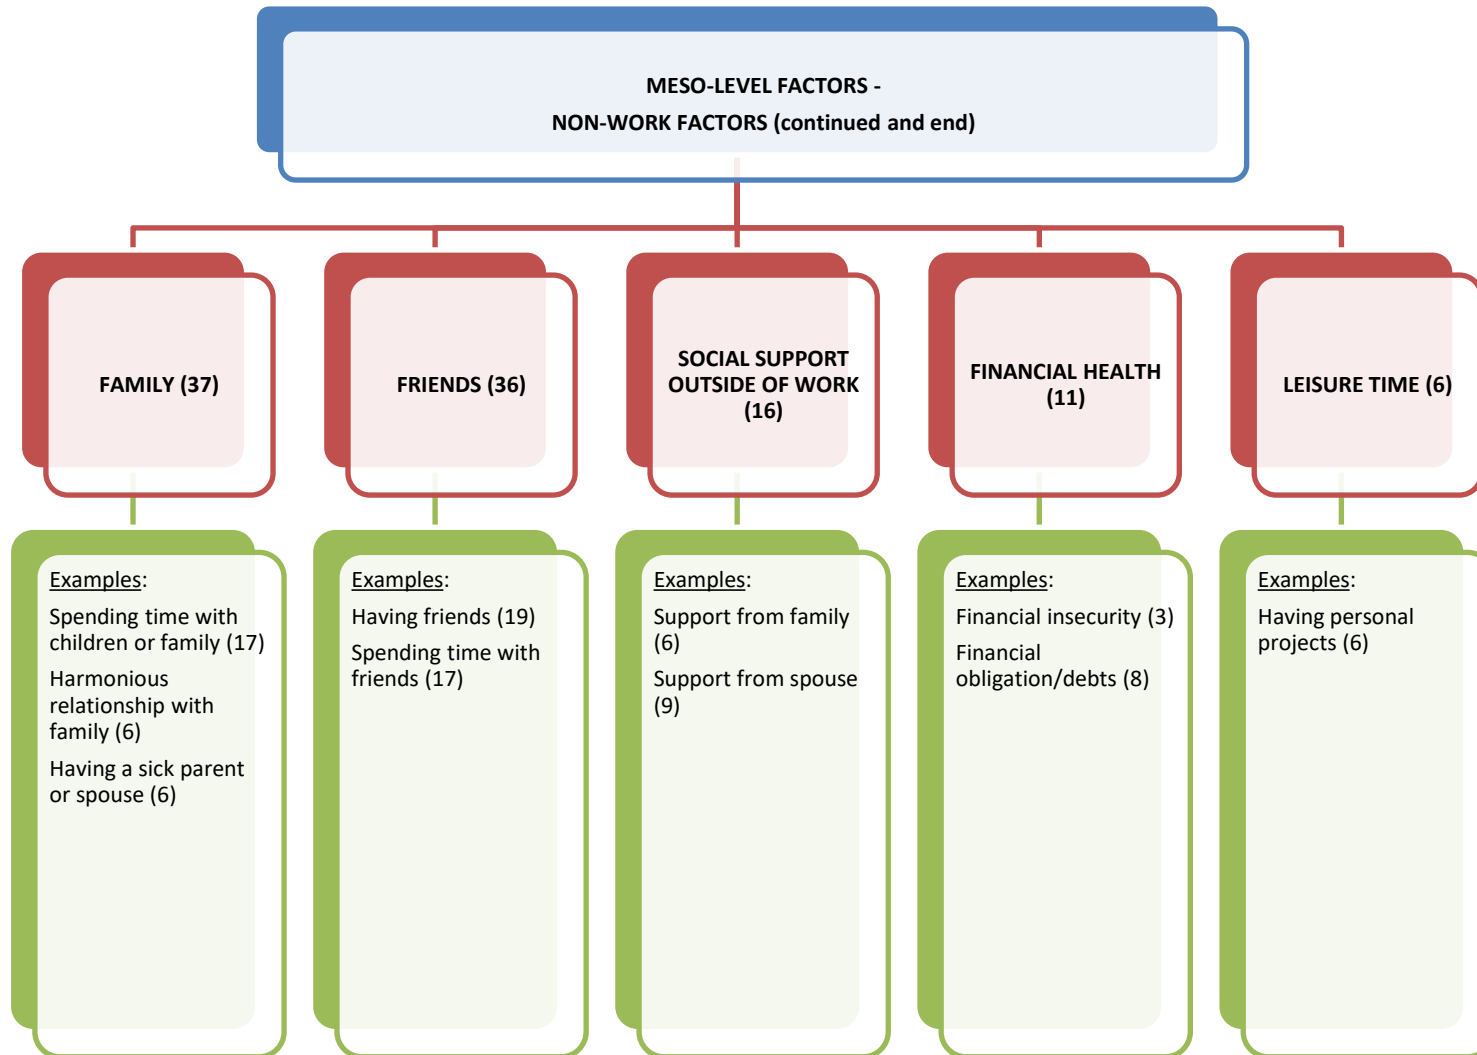 MESO-LEVEL FACTORS -
NON-WORK FACTORS (continued and end)
FAMILY (37)
FRIENDS (36)
SOCIAL SUPPORT
OUTSIDE OF WORK
(16)
FINANCIAL HEALTH
(11)
LEISURE TIME (6)
Examples:
Spending time with
children or family (17)
Harmonious
relationship with
family (6)
Having a sick parent
or spouse (6)
Examples:
Having friends (19)
Spending time with
friends (17)
Examples:
Support from family
(6)
Support from spouse
(9)
Examples:
Financial insecurity (3)
Financial
obligation/debts (8)
Examples:
Having personal
projects (6)